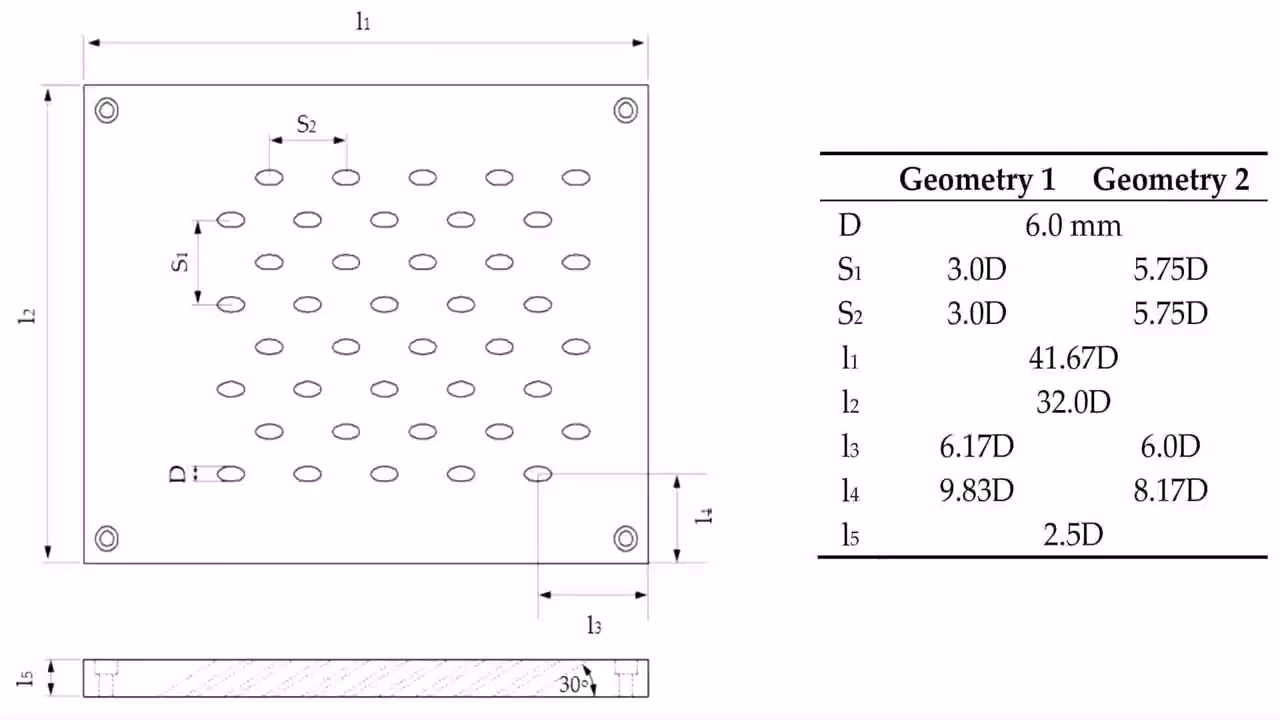 l1
S2
S1
l2
D
l4
l3
l5
30°
Geometry 1 Geometry 2
D 6.0 mm
S1 3.0D 5.75D
S2 3.0D 5.75D
l1 41.67D
l2 32.0D
l3 6.17D 6.0D
l4 9.83D 8.17D
l5 2.5D